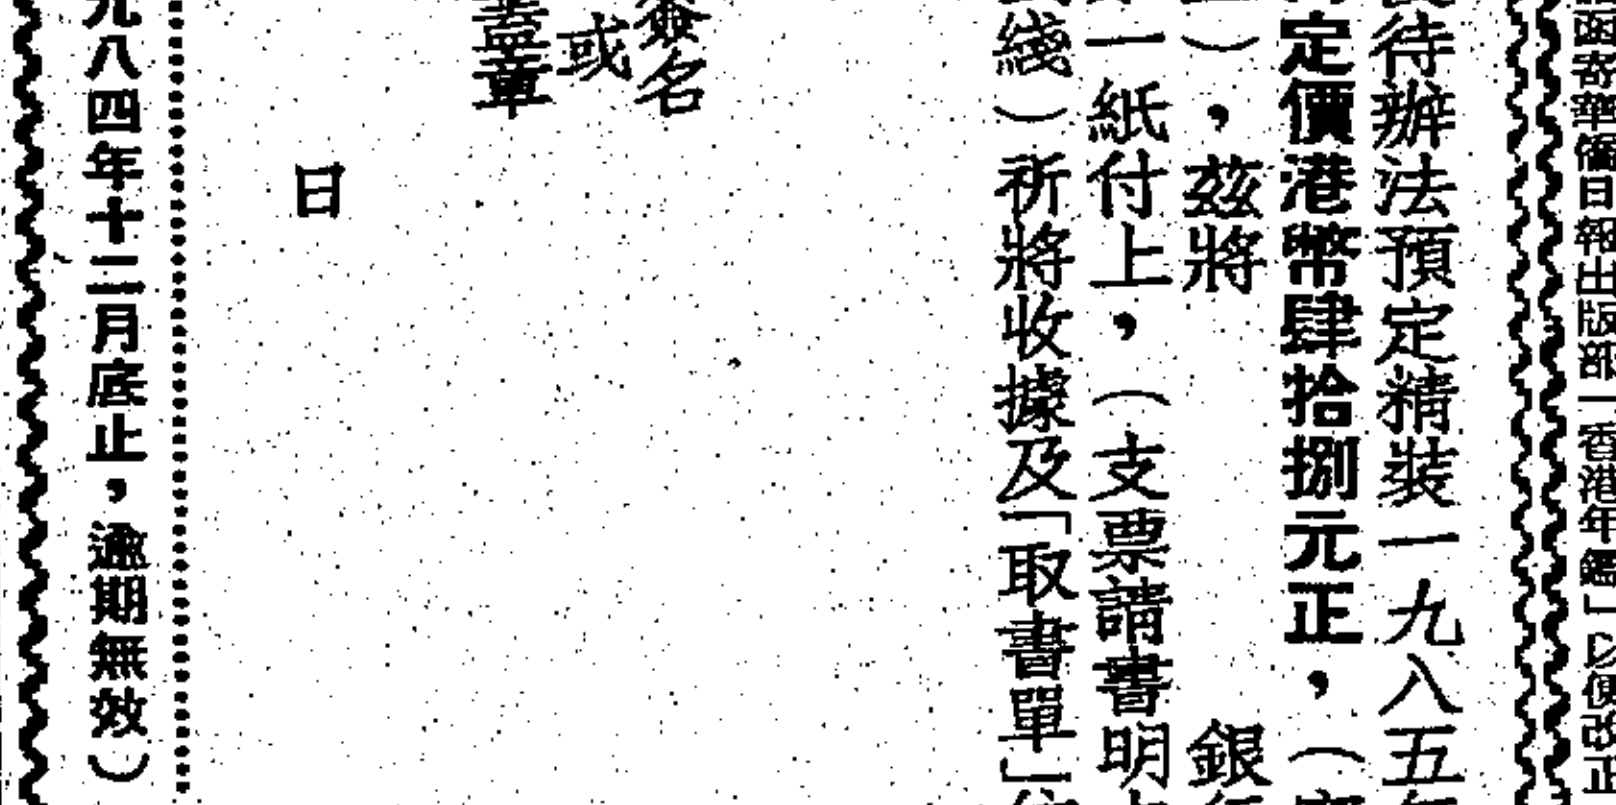 函寄華僑日報出版部「香港年鑑」以便改正
待辦法預定精裝一九八五年
定價港幣肆拾捌元正，（
），茲將　銀行
一紙付上，（支票請書明
綫）祈將收據及「取書單」
簽名
或
蓋章
日
元八四年十二月底止，逾期無效）